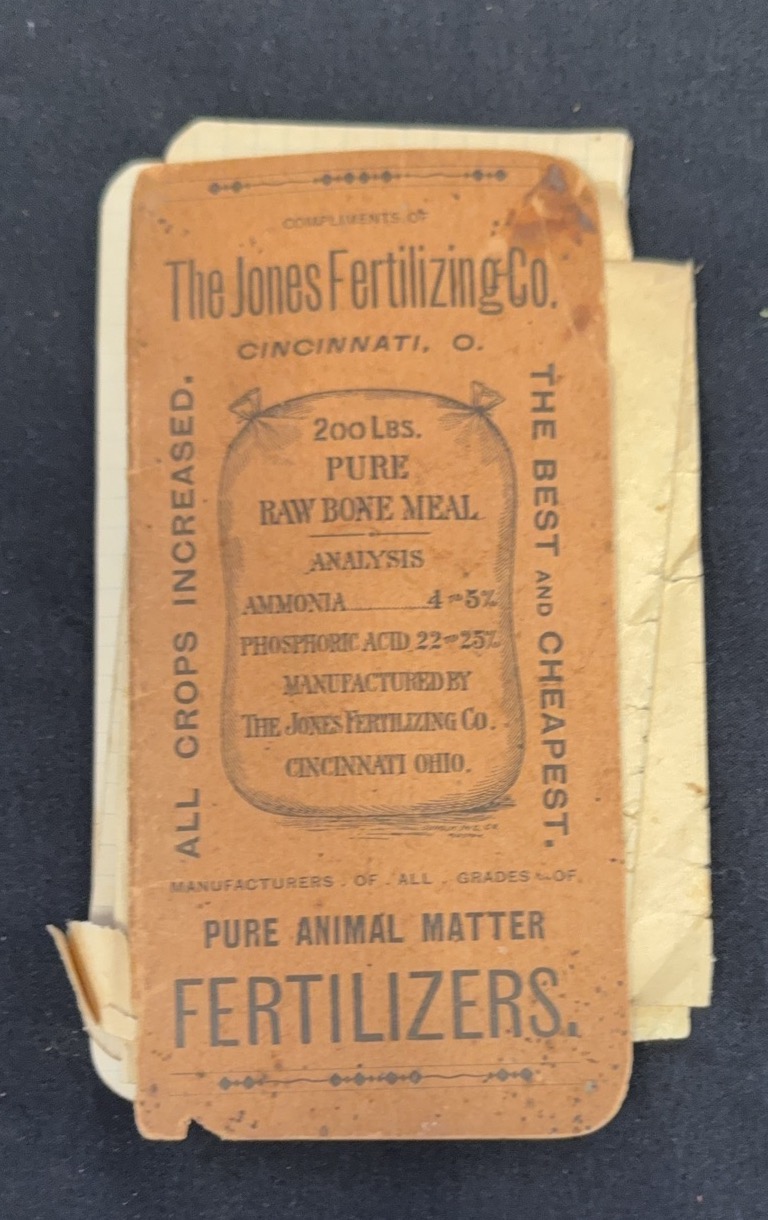 COMPLIMENTS OF
The Jones Fertilizing Co.
CINCINNATI, O.
ALL CROPS INCREASED.
200 LBS.
PURE
RAW BONE MEAL
ANALYSIS
AMMONIA 4 TO 5%
PHOSPHORIC ACID 22 TO 25%
MANUFACTURED BY
THE JONES FERTILIZING CO.
CINCINNATI OHIO.
THE BEST AND CHEAPEST.
MANUFACTURERS . OF . ALL . GRADES . OF.
PURE ANIMAL MATTER
FERTILIZERS.